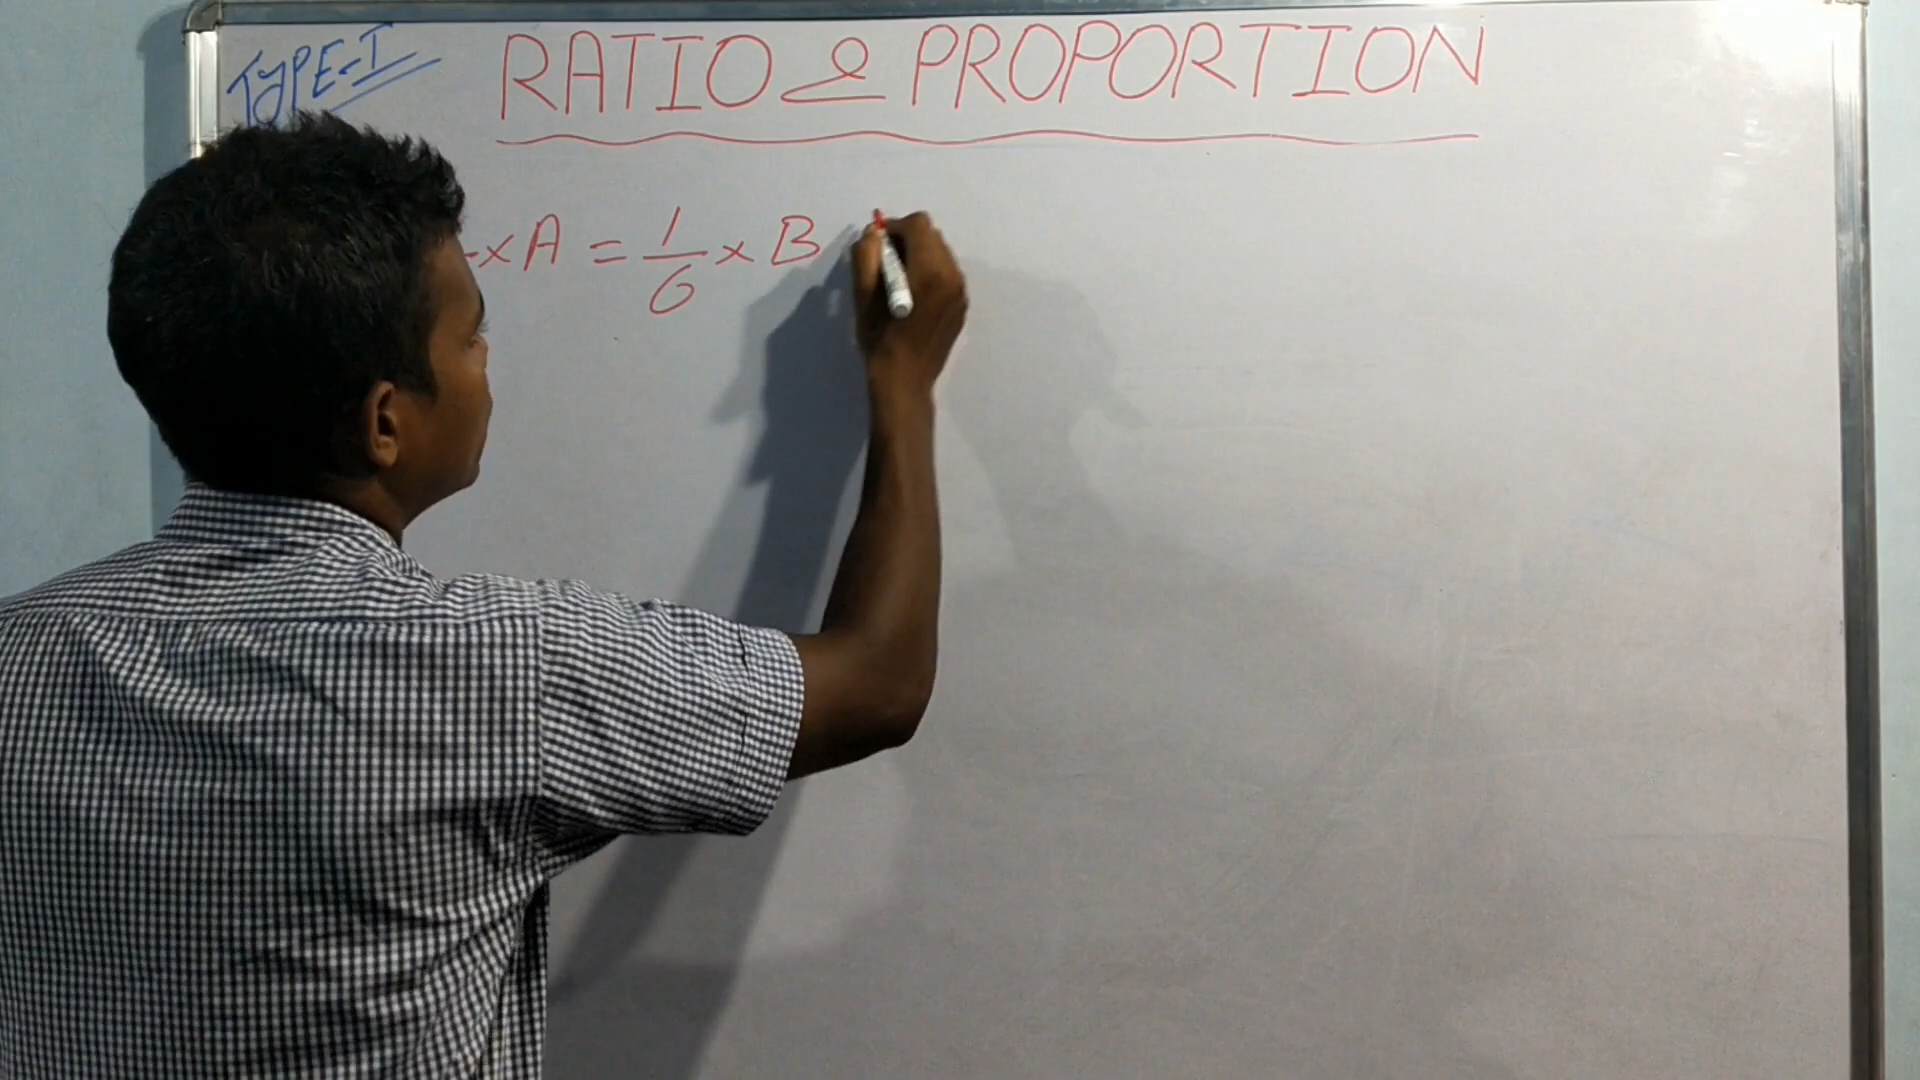 TYPE-I
RATIO & PROPORTION
×A = 1/6 × B